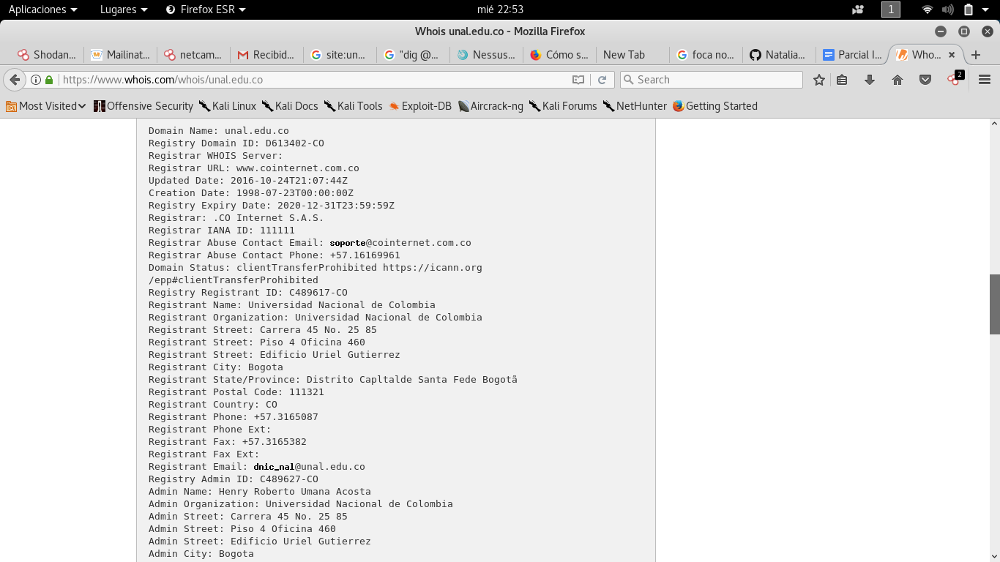 Aplicaciones Lugares Firefox ESR mié 22:53 1
Whois unal.edu.co - Mozilla Firefox
Shodan... Mailinat... netcam... Recibid... site:un... "dig @... Nessus... Cómo s... New Tab foca no... Natalia... Parcial I... Who...
https://www.whois.com/whois/unal.edu.co Search 2
Most Visited Offensive Security Kali Linux Kali Docs Kali Tools Exploit-DB Aircrack-ng Kali Forums NetHunter Getting Started
Domain Name: unal.edu.co
Registry Domain ID: D613402-CO
Registrar WHOIS Server:
Registrar URL: www.cointernet.com.co
Updated Date: 2016-10-24T21:07:44Z
Creation Date: 1998-07-23T00:00:00Z
Registry Expiry Date: 2020-12-31T23:59:59Z
Registrar: .CO Internet S.A.S.
Registrar IANA ID: 111111
Registrar Abuse Contact Email: soporte@cointernet.com.co
Registrar Abuse Contact Phone: +57.16169961
Domain Status: clientTransferProhibited https://icann.org
/epp#clientTransferProhibited
Registry Registrant ID: C489617-CO
Registrant Name: Universidad Nacional de Colombia
Registrant Organization: Universidad Nacional de Colombia
Registrant Street: Carrera 45 No. 25 85
Registrant Street: Piso 4 Oficina 460
Registrant Street: Edificio Uriel Gutierrez
Registrant City: Bogota
Registrant State/Province: Distrito Capltalde Santa Fede Bogotã
Registrant Postal Code: 111321
Registrant Country: CO
Registrant Phone: +57.3165087
Registrant Phone Ext:
Registrant Fax: +57.3165382
Registrant Fax Ext:
Registrant Email: dnic_nal@unal.edu.co
Registry Admin ID: C489627-CO
Admin Name: Henry Roberto Umana Acosta
Admin Organization: Universidad Nacional de Colombia
Admin Street: Carrera 45 No. 25 85
Admin Street: Piso 4 Oficina 460
Admin Street: Edificio Uriel Gutierrez
Admin City: Bogota